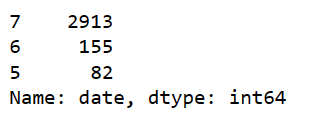 7    2913
6     155
5      82
Name: date, dtype: int64